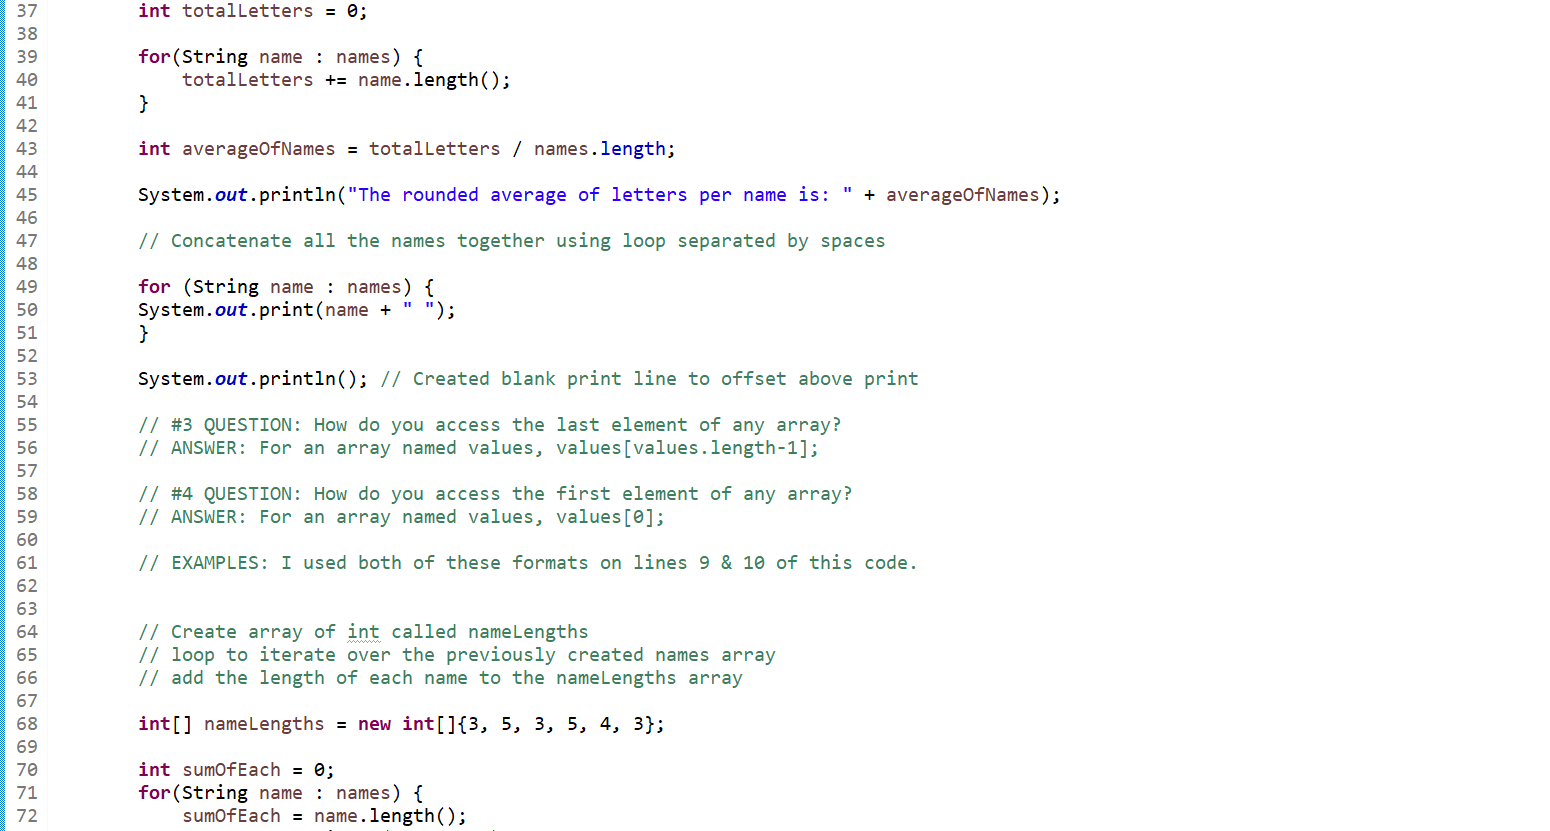 37 int totalLetters = 0;
38
39 for(String name : names) {
40 totalLetters += name.length();
41 }
42
43 int averageOfNames = totalLetters / names.length;
44
45 System.out.println("The rounded average of letters per name is: " + averageOfNames);
46
47 // Concatenate all the names together using loop separated by spaces
48
49 for (String name : names) {
50 System.out.print(name + " ");
51 }
52
53 System.out.println(); // Created blank print line to offset above print
54
55 // #3 QUESTION: How do you access the last element of any array?
56 // ANSWER: For an array named values, values[values.length-1];
57
58 // #4 QUESTION: How do you access the first element of any array?
59 // ANSWER: For an array named values, values[0];
60
61 // EXAMPLES: I used both of these formats on lines 9 & 10 of this code.
62
63
64 // Create array of int called nameLengths
65 // loop to iterate over the previously created names array
66 // add the length of each name to the nameLengths array
67
68 int[] nameLengths = new int[]{3, 5, 3, 5, 4, 3};
69
70 int sumOfEach = 0;
71 for(String name : names) {
72 sumOfEach = name.length();